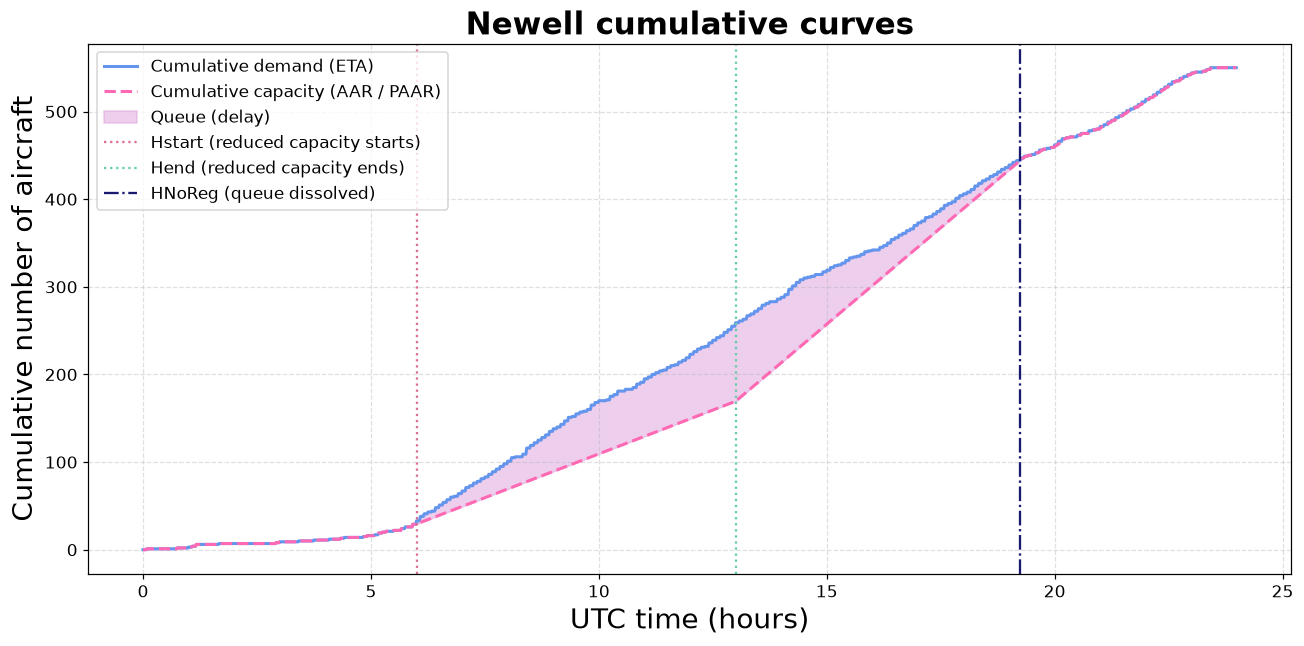 Newell cumulative curves
Cumulative demand (ETA)
Cumulative capacity (AAR / PAAR)
Queue (delay)
Hstart (reduced capacity starts)
Hend (reduced capacity ends)
HNoReg (queue dissolved)
Cumulative number of aircraft
500
400
300
200
100
0
0 5 10 15 20 25
UTC time (hours)